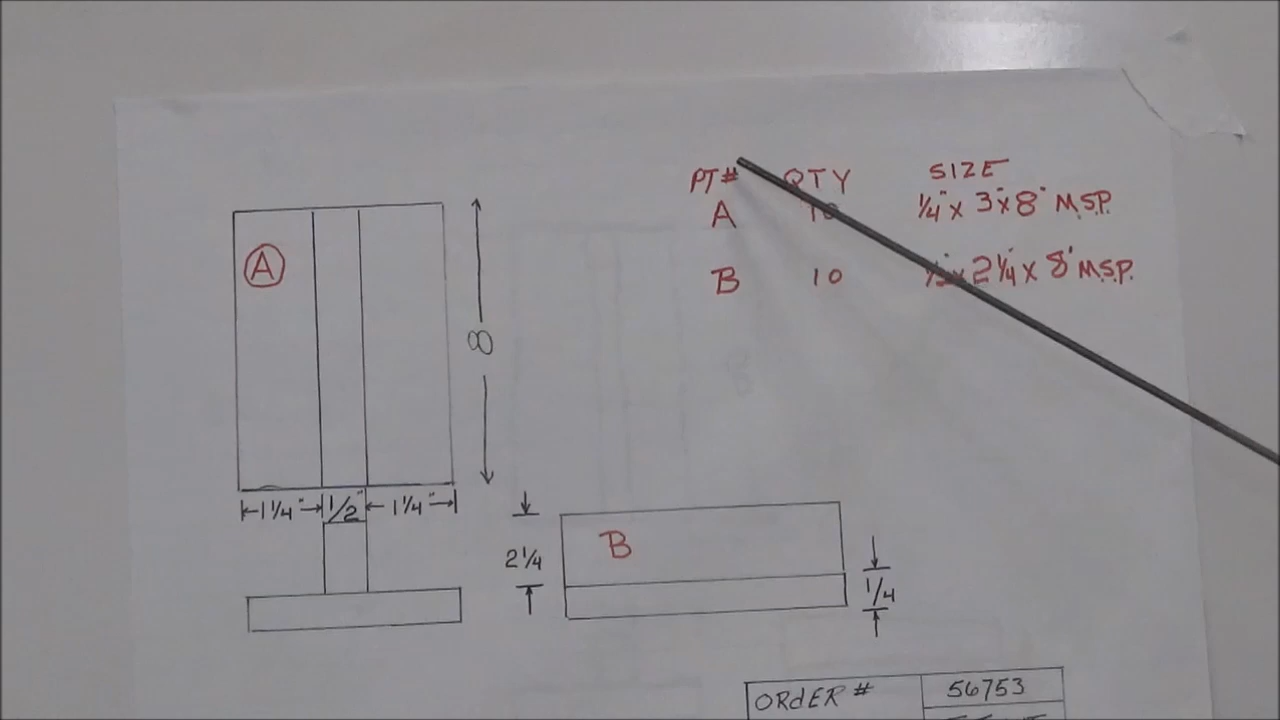 PT# QTY SIZE
A 10 1/4" x 3" x 8" M.S.P.
B 10 2 1/4 x 8" M.S.P.
A
8
1 1/4" 1/2" 1 1/4"
B
2 1/4
1/4
ORdER # 56753